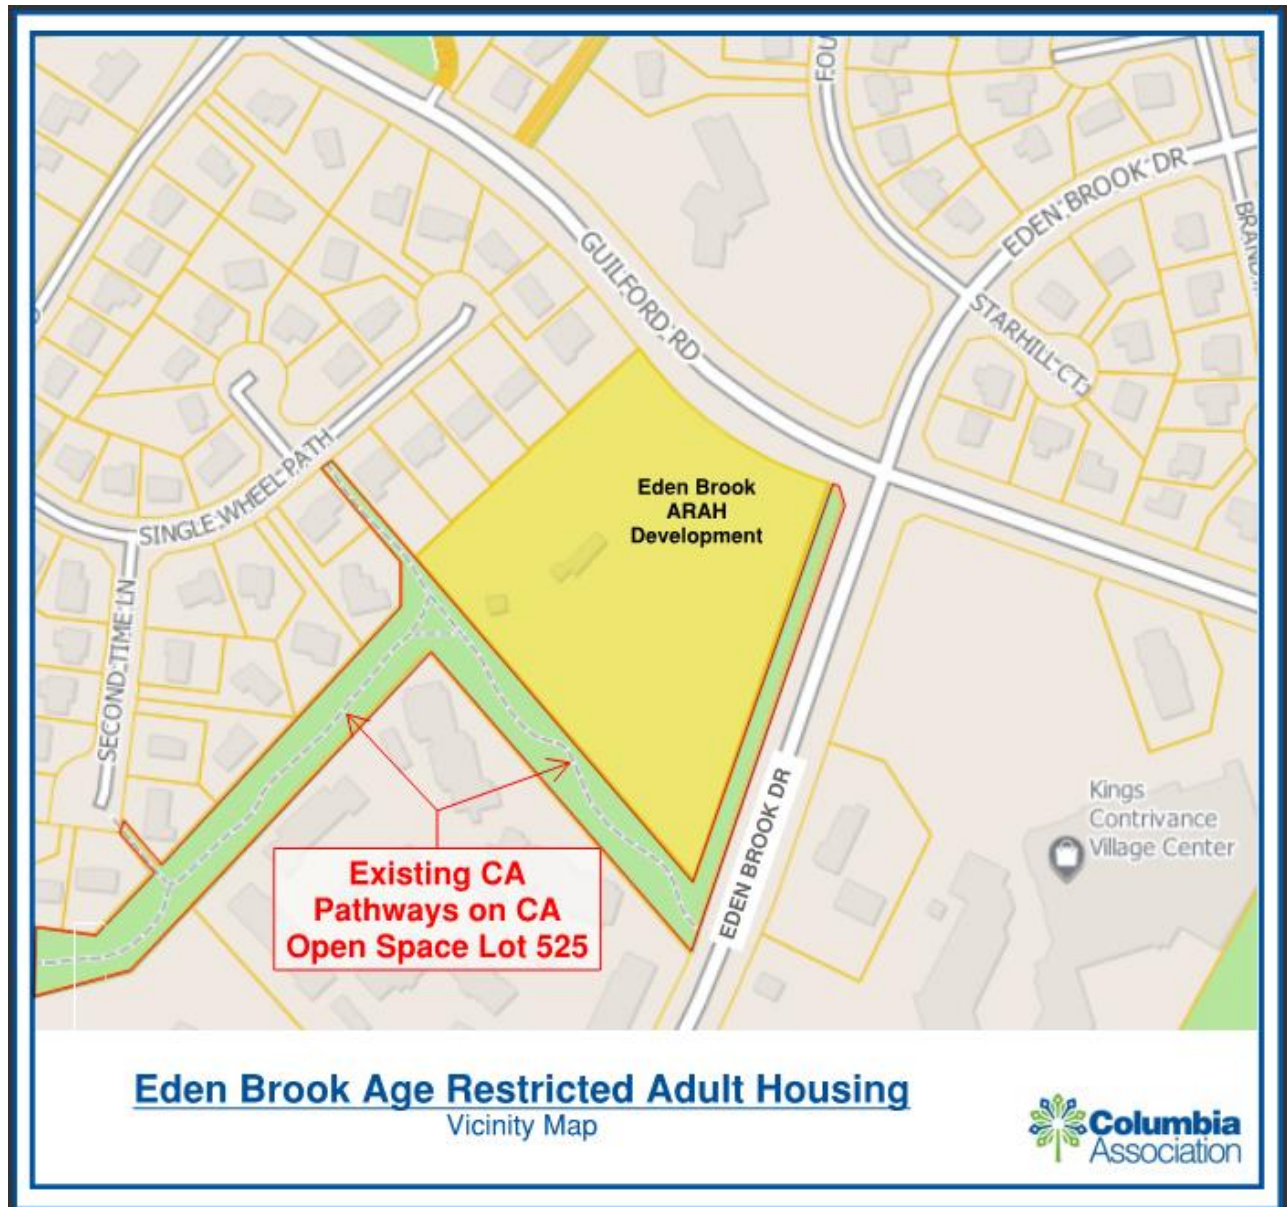 FOU
EDEN BROOK DR
BRAND
GUILFORD RD
STARHILL CT
Eden Brook
ARAH
Development
SINGLE WHEEL PATH
SECOND TIME LN
EDEN BROOK DR
Kings
Contrivance
Village Center
Existing CA
Pathways on CA
Open Space Lot 525
Eden Brook Age Restricted Adult Housing
Vicinity Map
Columbia
Association